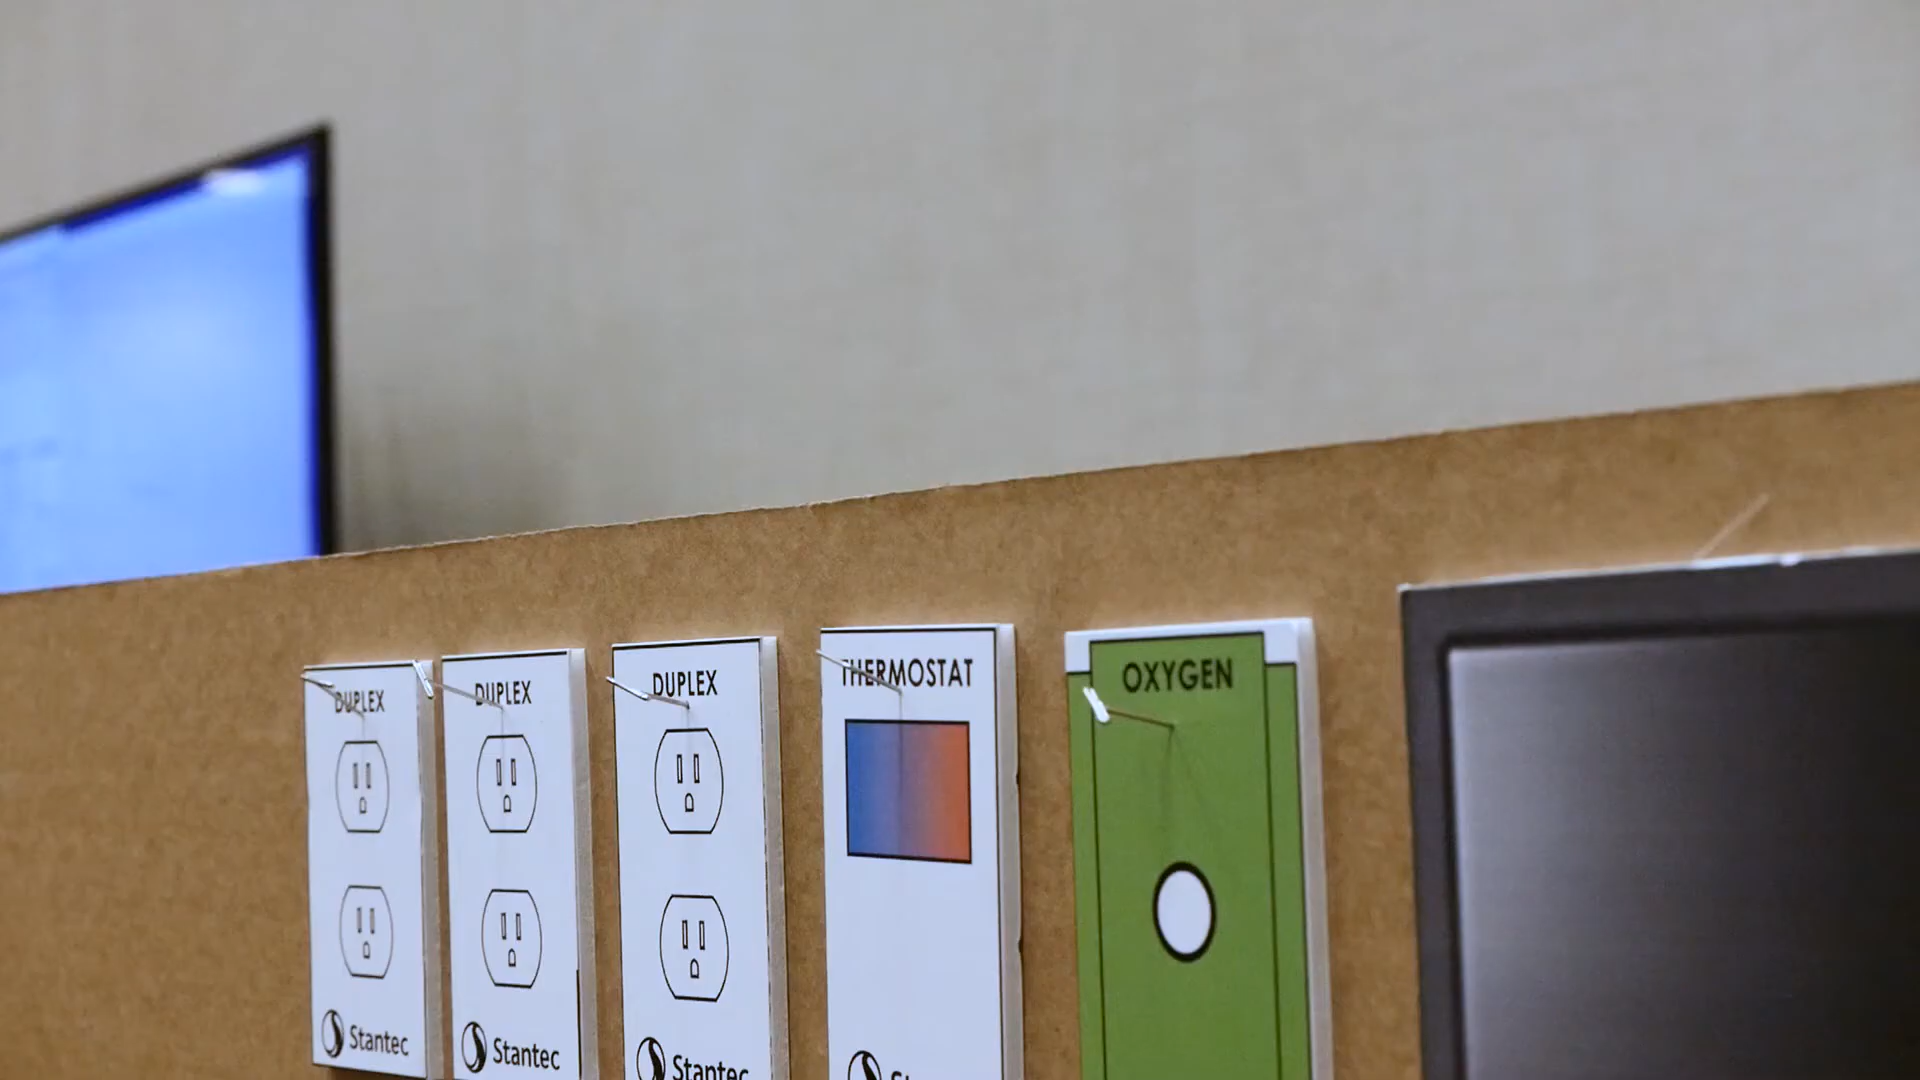 DUPLEX
Stantec
DUPLEX
Stantec
DUPLEX
Stantec
THERMOSTAT
OXYGEN